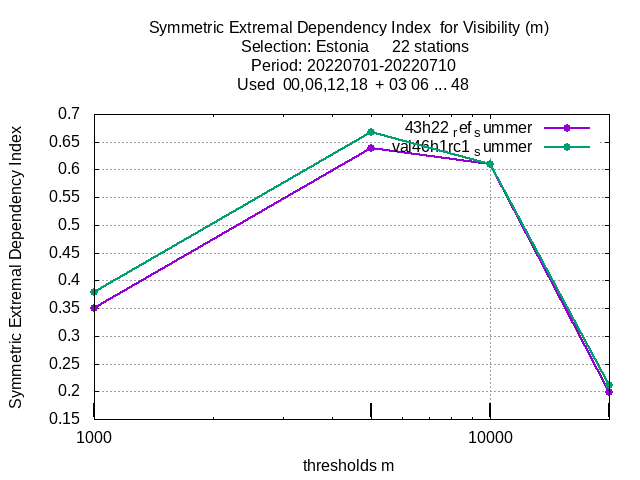 Symmetric Extremal Dependency Index  for Visibility (m)
Selection: Estonia     22 stations
Period: 20220701-20220710
Used  00,06,12,18  + 03 06 ... 48
0.7
0.65
0.6
0.55
0.5
0.45
0.4
0.35
0.3
0.25
0.2
0.15
Symmetric Extremal Dependency Index
43h22_ref_summer
val46h1rc1_summer
1000
10000
thresholds m